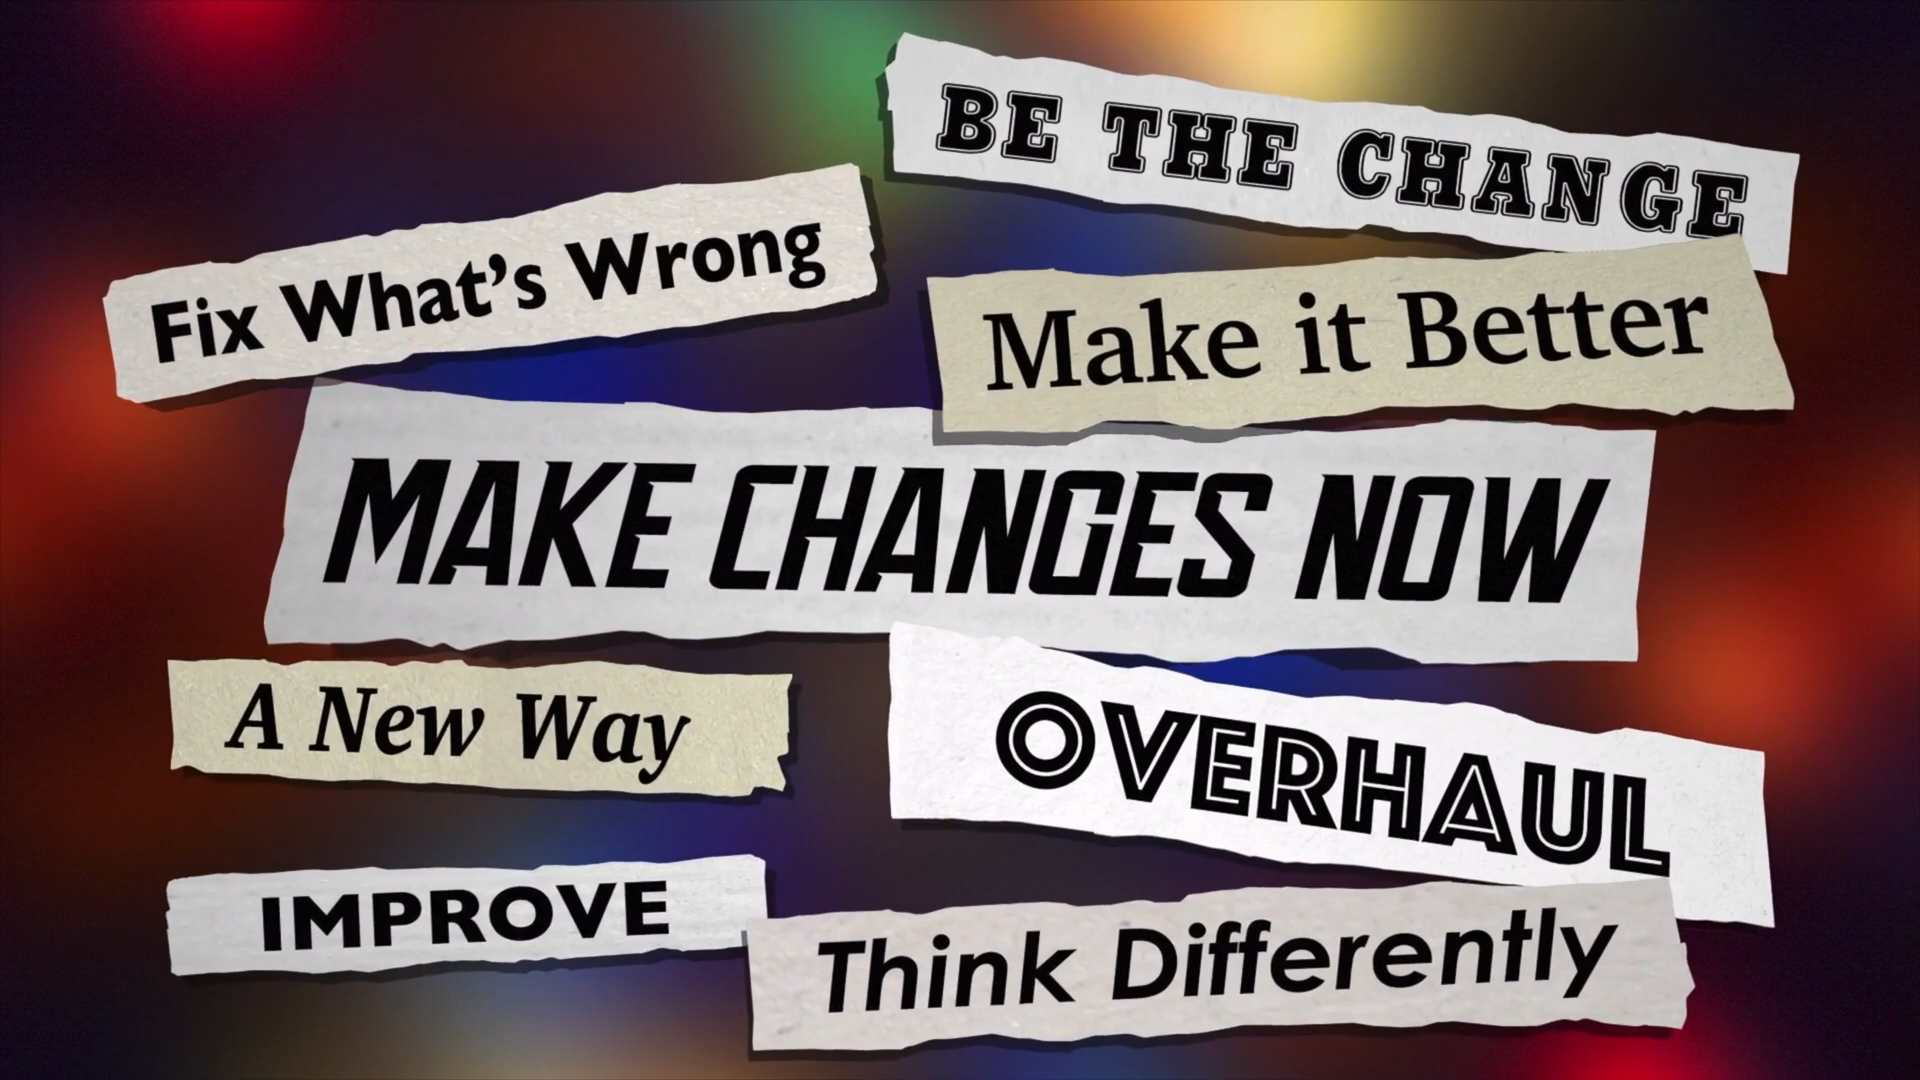 BE THE CHANGE
Fix What's Wrong
Make it Better
MAKE CHANGES NOW
A New Way
OVERHAUL
IMPROVE
Think Differently